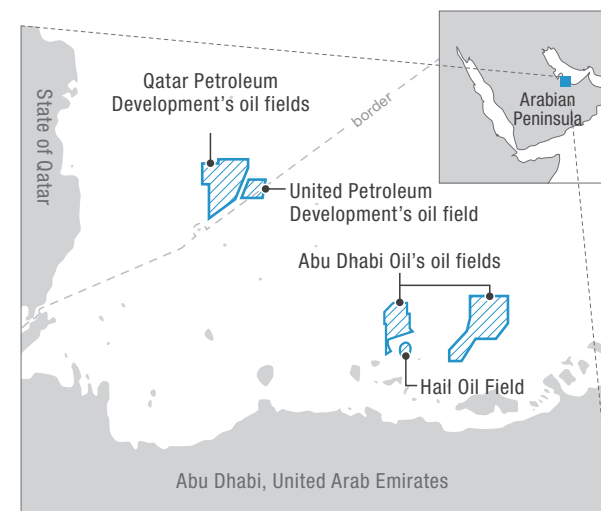 Qatar Petroleum
Development's oil fields
State of Qatar
border
Arabian
Peninsula
United Petroleum
Development's oil field
Abu Dhabi Oil's oil fields
Hail Oil Field
Abu Dhabi, United Arab Emirates